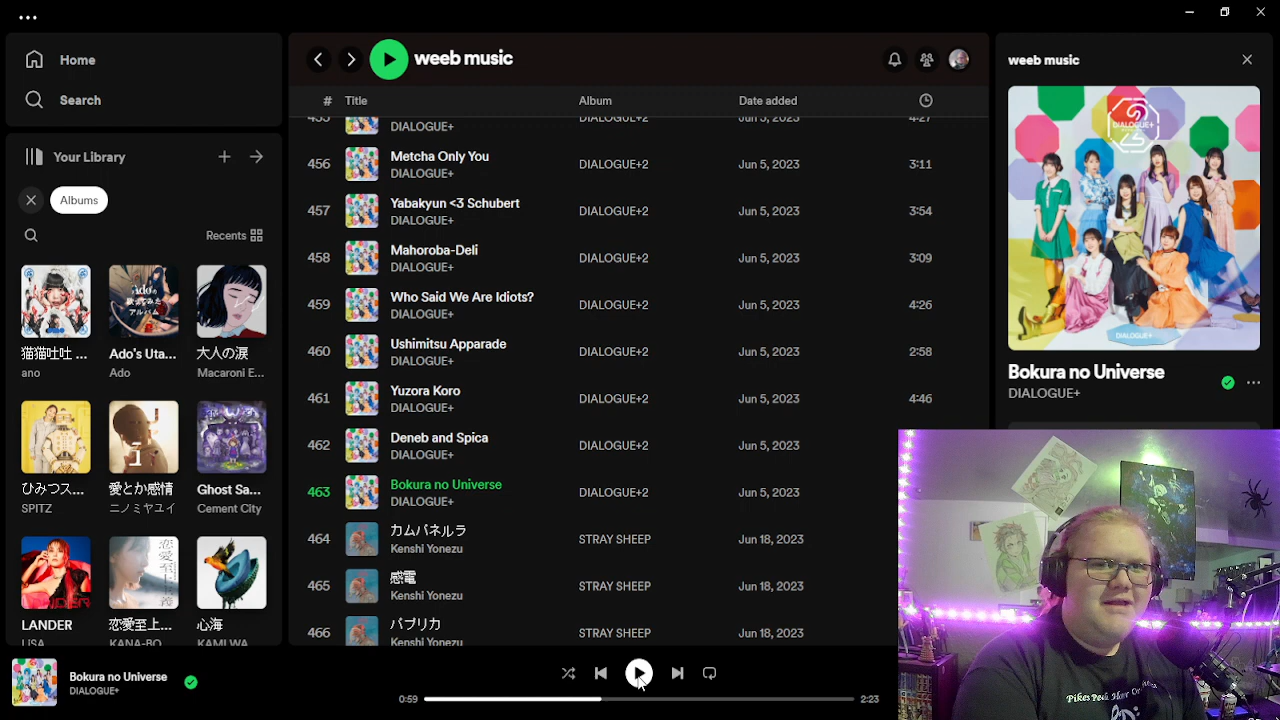 Home
Search
Your Library
Albums
Recents
猫猫吐吐 ...
ano
Ado's Uta...
Ado
大人の涙
Macaroni E...
ひみつス...
SPITZ
愛とか感情
ニノミヤユイ
Ghost Sa...
Cement City
LANDER
LiSA
恋愛至上...
KANA-BO
心海
weeb music
# Title Album Date added
455 DIALOGUE+ DIALOGUE+2 Jun 5, 2023 4:27
456 Metcha Only You DIALOGUE+ DIALOGUE+2 Jun 5, 2023 3:11
457 Yabakyun <3 Schubert DIALOGUE+ DIALOGUE+2 Jun 5, 2023 3:54
458 Mahoroba-Deli DIALOGUE+ DIALOGUE+2 Jun 5, 2023 3:09
459 Who Said We Are Idiots? DIALOGUE+ DIALOGUE+2 Jun 5, 2023 4:26
460 Ushimitsu Apparade DIALOGUE+ DIALOGUE+2 Jun 5, 2023 2:58
461 Yuzora Koro DIALOGUE+ DIALOGUE+2 Jun 5, 2023 4:46
462 Deneb and Spica DIALOGUE+ DIALOGUE+2 Jun 5, 2023
463 Bokura no Universe DIALOGUE+ DIALOGUE+2 Jun 5, 2023
464 カムパネルラ Kenshi Yonezu STRAY SHEEP Jun 18, 2023
465 感電 Kenshi Yonezu STRAY SHEEP Jun 18, 2023
466 パプリカ Kenshi Yonezu STRAY SHEEP Jun 18, 2023
weeb music
DIALOGUE+
DIALOGUE+2
Bokura no Universe
DIALOGUE+
Bokura no Universe
DIALOGUE+
0:59
2:23
Pikes Peak